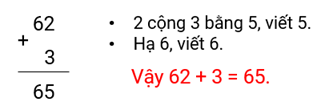 62
+
3
65
• 2 cộng 3 bằng 5, viết 5.
• Hạ 6, viết 6.
Vậy 62 + 3 = 65.